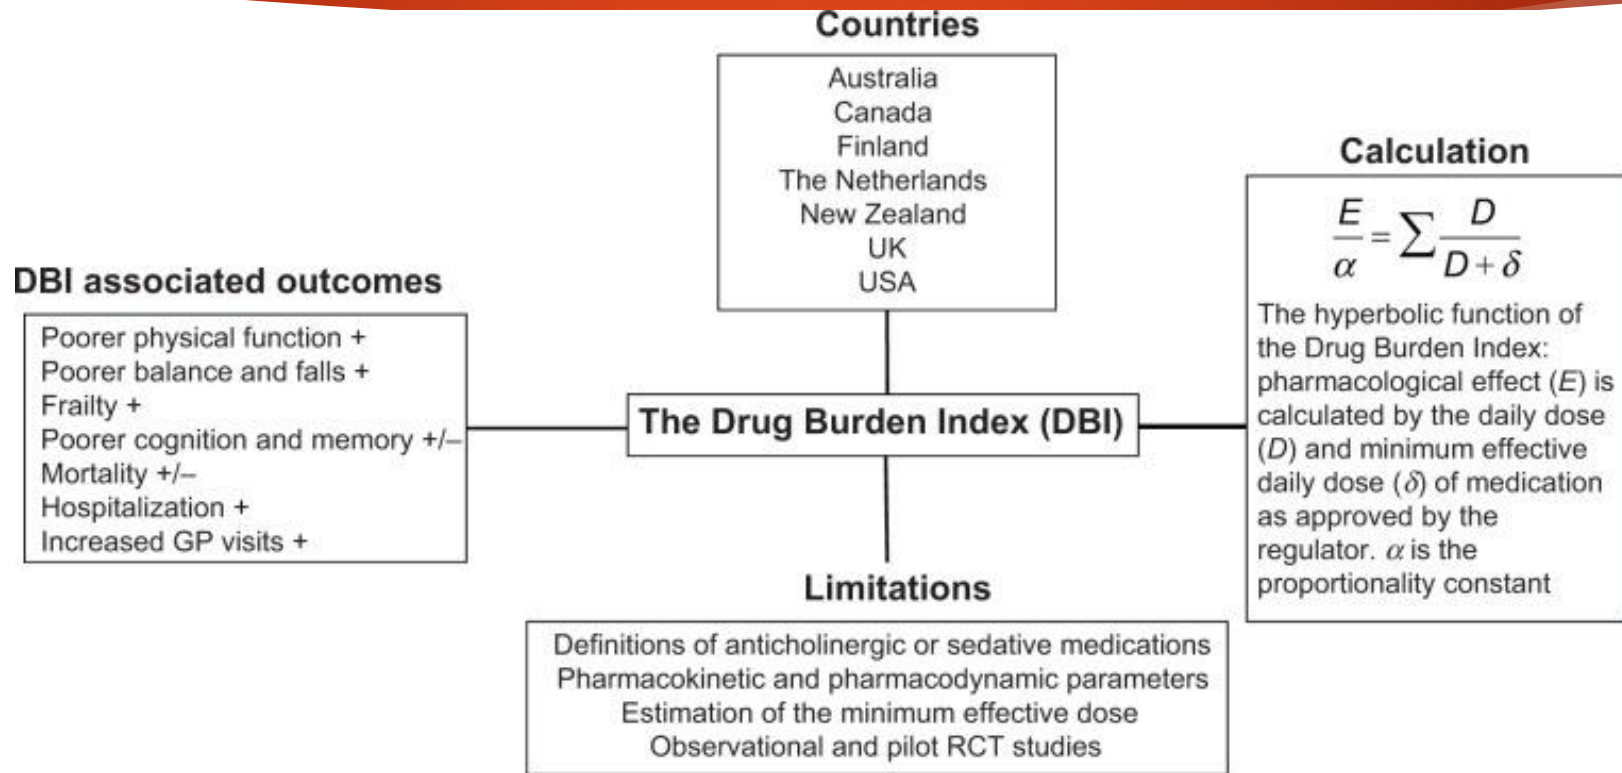 Countries
Australia
Canada
Finland
The Netherlands
New Zealand
UK
USA
DBI associated outcomes
Poorer physical function +
Poorer balance and falls +
Frailty +
Poorer cognition and memory +/–
Mortality +/–
Hospitalization +
Increased GP visits +
The Drug Burden Index (DBI)
Calculation
E/α = ∑ D/(D + δ)
The hyperbolic function of
the Drug Burden Index:
pharmacological effect (E) is
calculated by the daily dose
(D) and minimum effective
daily dose (δ) of medication
as approved by the
regulator. α is the
proportionality constant
Limitations
Definitions of anticholinergic or sedative medications
Pharmacokinetic and pharmacodynamic parameters
Estimation of the minimum effective dose
Observational and pilot RCT studies